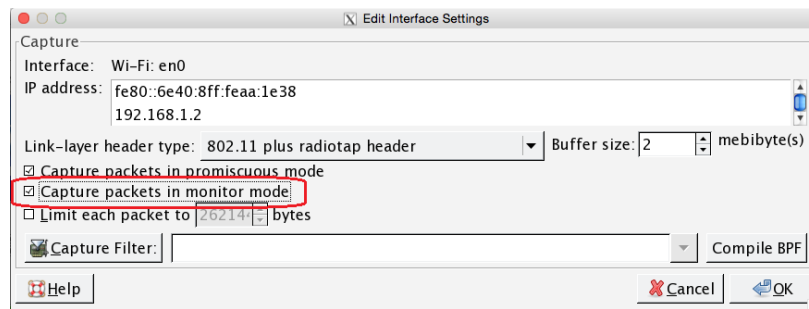 Edit Interface Settings
Capture
Interface: Wi-Fi: en0
IP address: fe80::6e40:8ff:feaa:1e38
192.168.1.2
Link-layer header type: 802.11 plus radiotap header Buffer size: 2 mebibyte(s)
Capture packets in promiscuous mode
Capture packets in monitor mode
Limit each packet to 262144 bytes
Capture Filter: Compile BPF
Help Cancel OK